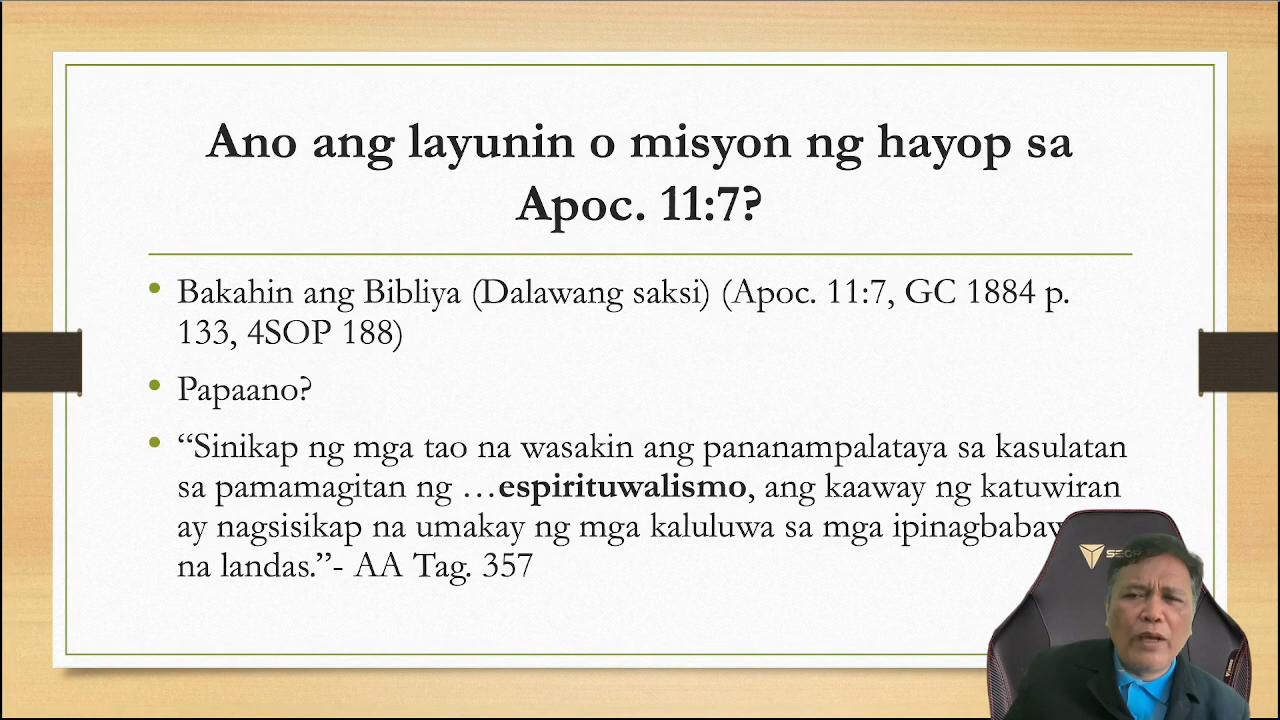 Ano ang layunin o misyon ng hayop sa
Apoc. 11:7?
• Bakahin ang Bibliya (Dalawang saksi) (Apoc. 11:7, GC 1884 p.
133, 4SOP 188)
• Papaano?
• “Sinikap ng mga tao na wasakin ang pananampalataya sa kasulatan
sa pamamagitan ng …espirituwalismo, ang kaaway ng katuwiran
ay nagsisikap na umakay ng mga kaluluwa sa mga
na landas.”- AA Tag. 357